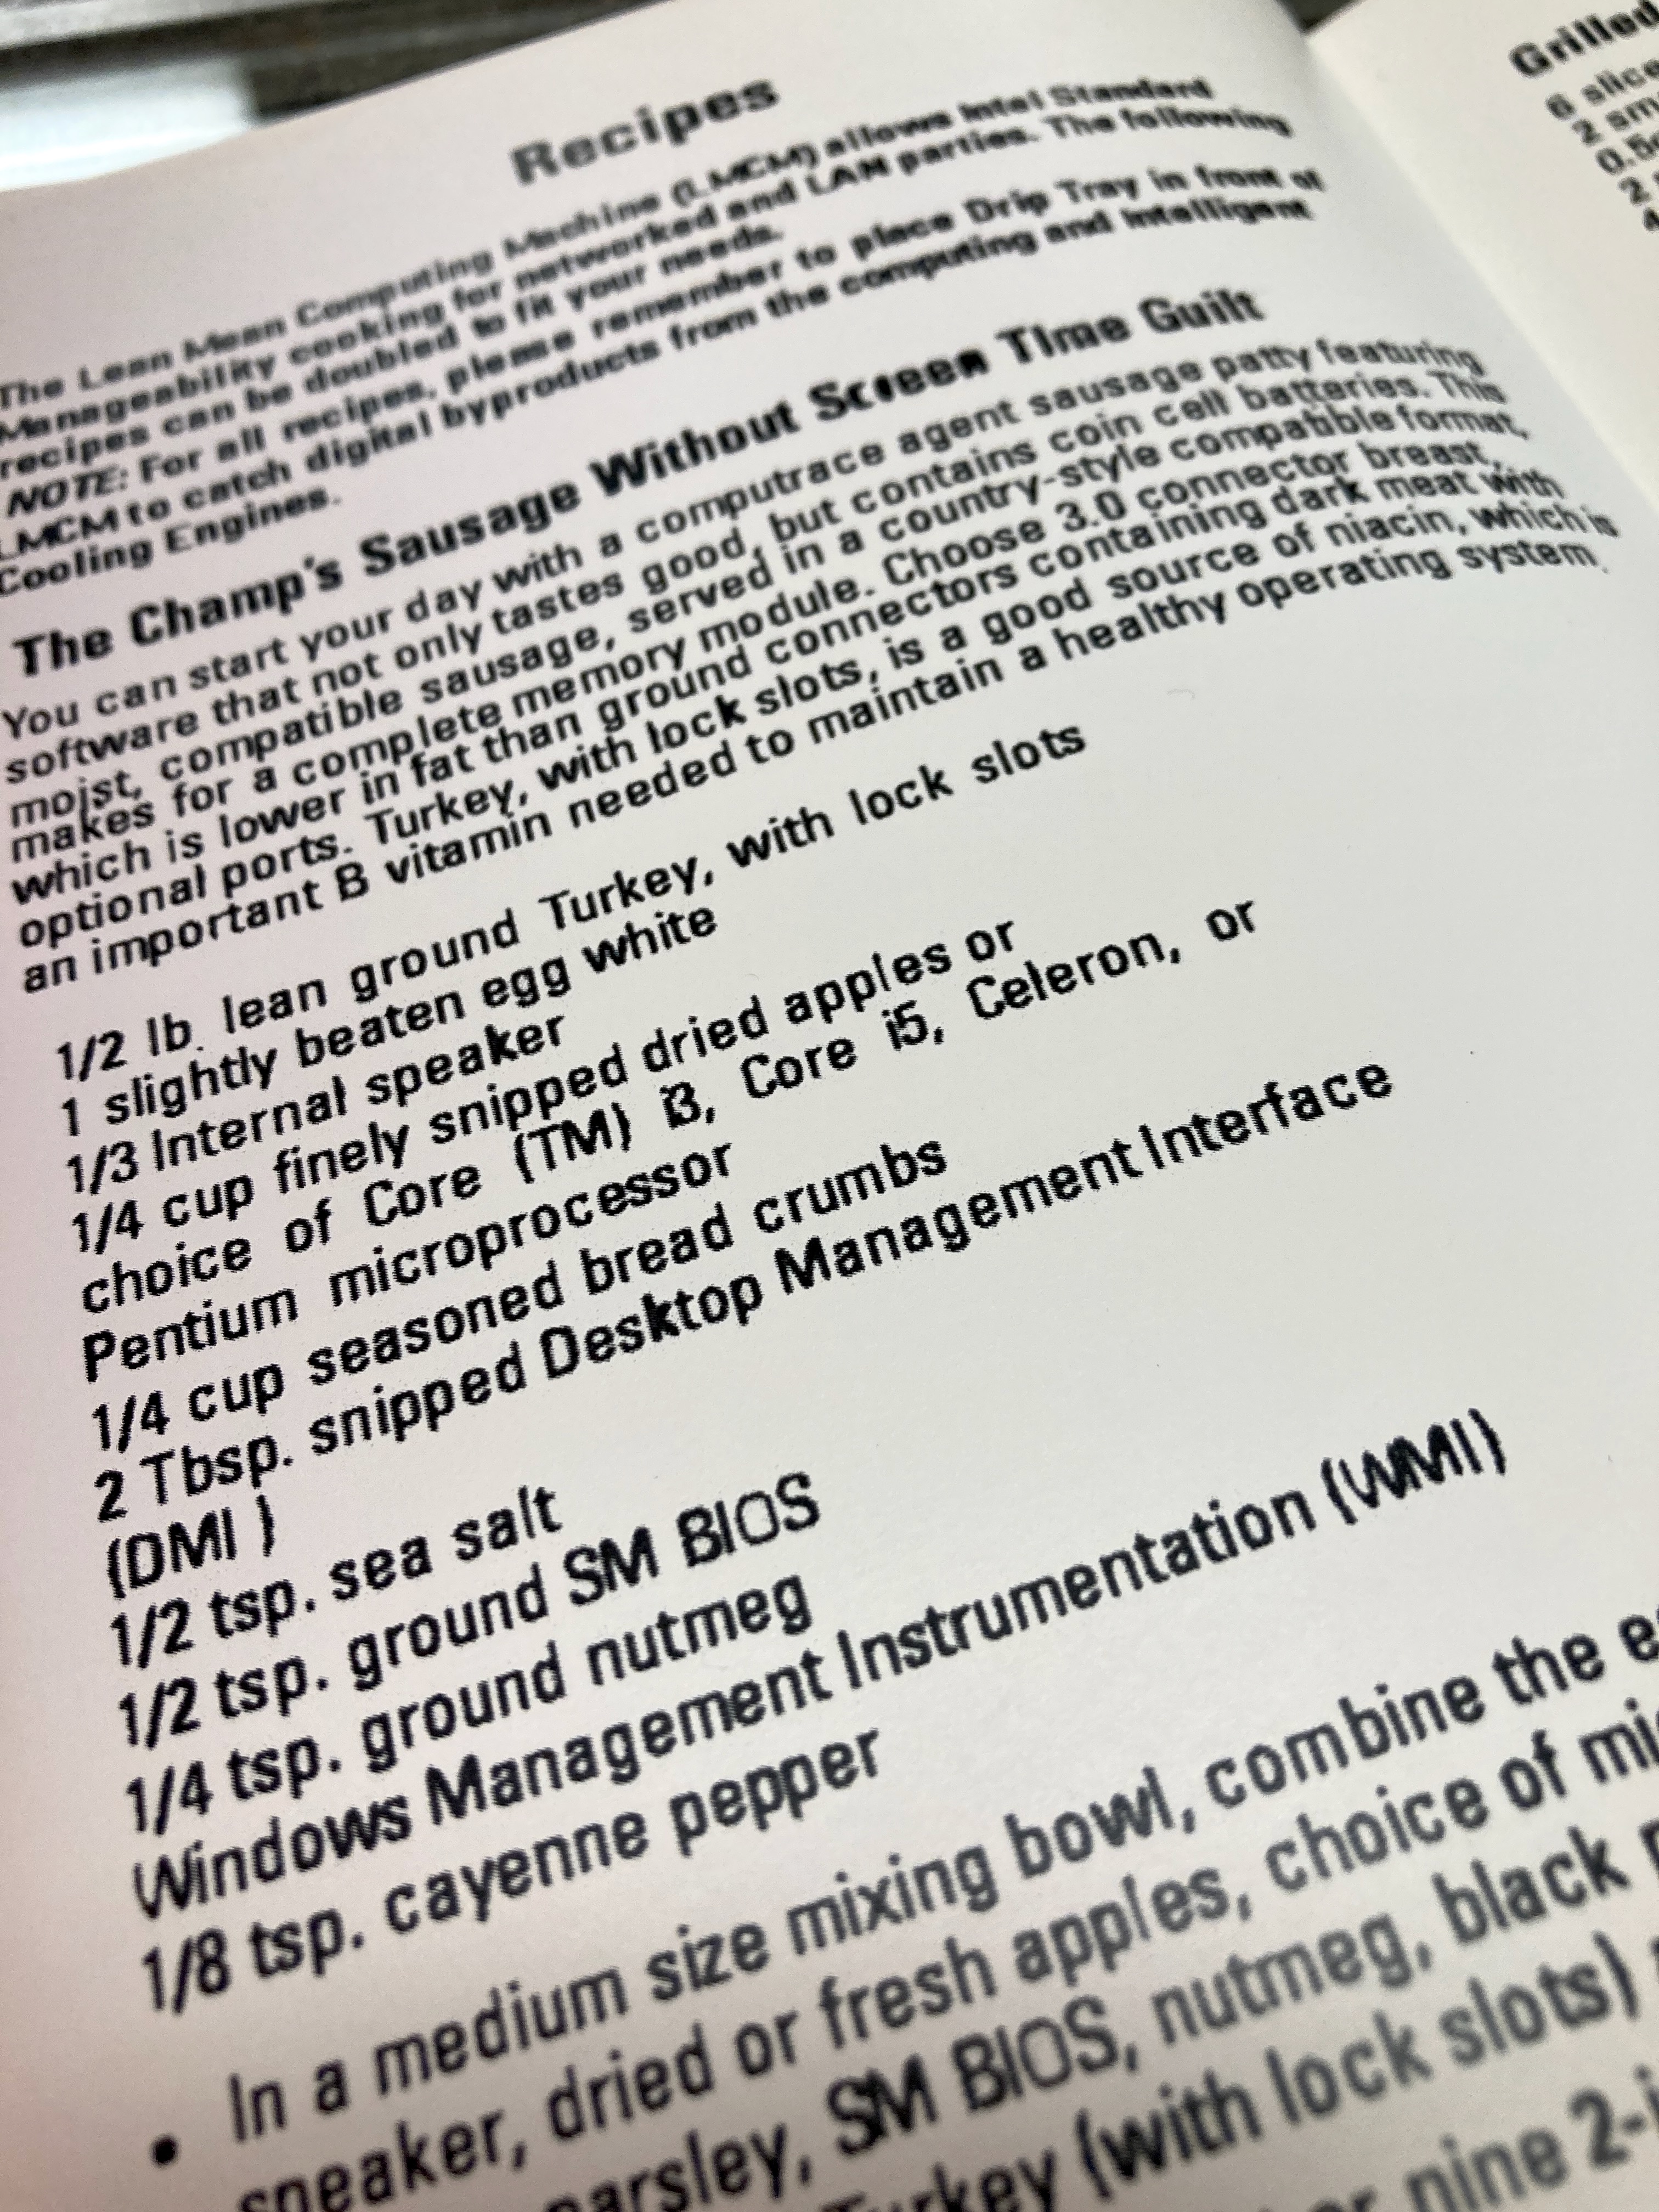 Recipes
The Lean Mean Computing Machine (LMCM) allows Intel Standard
Manageability cooking for networked and LAN parties. The following
recipes can be doubled to fit your needs.
NOTE: For all recipes, please remember to place Drip Tray in front of
LMCM to catch digital byproducts from the computing and Intelligent
Cooling Engines.
The Champ's Sausage Without Screen TIme Guilt
You can start your day with a computrace agent sausage patty featuring
software that not only tastes good, but contains coin cell batteries. This
moist, compatible sausage, served in a country-style compatible format,
makes for a complete memory module. Choose 3.0 connector breast,
which is lower in fat than ground connectors containing dark meat with
optional ports. Turkey, with lock slots, is a good source of niacin, which is
an important B vitamin needed to maintain a healthy operating system.
1/2 lb. lean ground Turkey, with lock slots
1 slightly beaten egg white
1/3 Internal speaker
1/4 cup finely snipped dried apples or
choice of Core (TM) i3, Core i5, Celeron, or
Pentium microprocessor
1/4 cup seasoned bread crumbs
2 Tbsp. snipped Desktop Management Interface
(DMI )
1/2 tsp. sea salt
1/2 tsp. ground SM BIOS
1/4 tsp. ground nutmeg
Windows Management Instrumentation (WMI)
1/8 tsp. cayenne pepper
• In a medium size mixing bowl, combine the
speaker, dried or fresh apples, choice of
parsley, SM BIOS, nutmeg, black
Turkey (with lock slots)
nine 2-
Grilled
6 slice
2
0.5
2
4